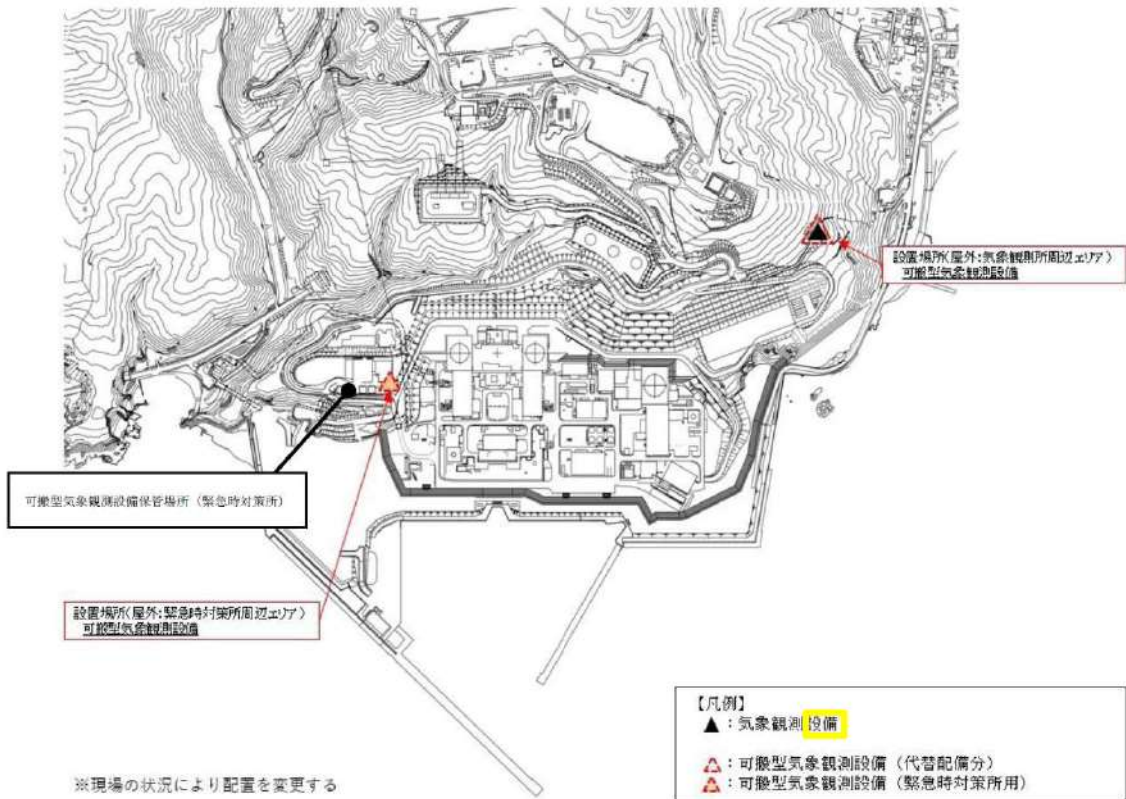 設置場所(屋外:気象観測所周辺エリア)
可搬型気象観測設備
可搬型気象観測設備保管場所(緊急時対策所)
設置場所(屋外:緊急時対策所周辺エリア)
可搬型気象観測設備
【凡例】
▲:気象観測設備
△:可搬型気象観測設備(代替配備分)
△:可搬型気象観測設備(緊急時対策所用)
※現場の状況により配置を変更する